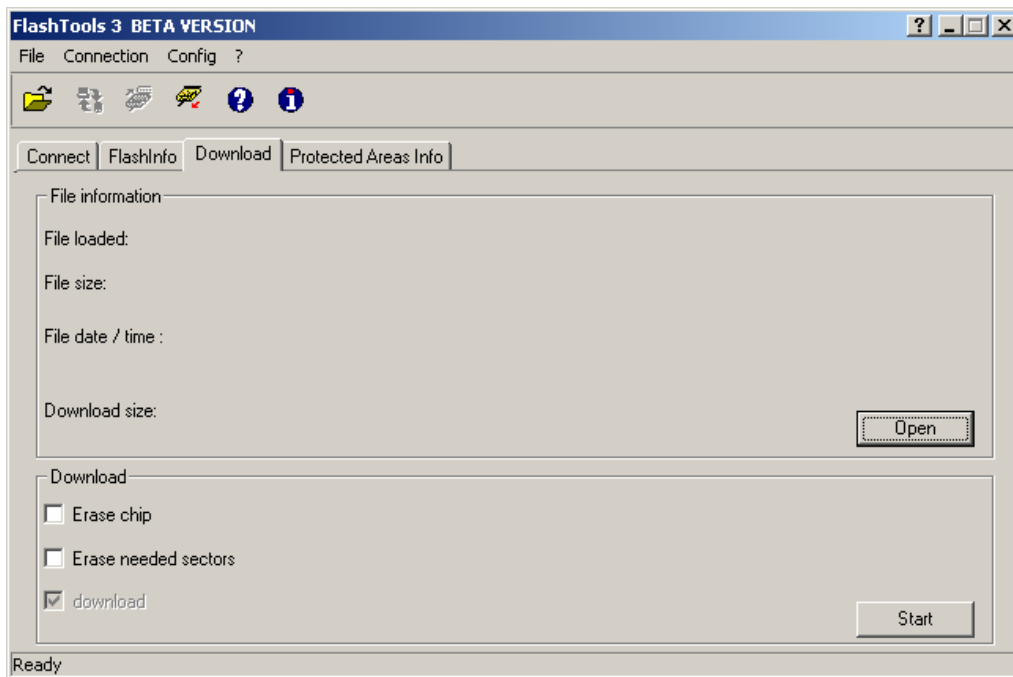 FlashTools 3 BETA VERSION
File Connection Config ?
Connect FlashInfo Download Protected Areas Info
File information
File loaded:
File size:
File date / time :
Download size:
Open
Download
Erase chip
Erase needed sectors
download
Start
Ready